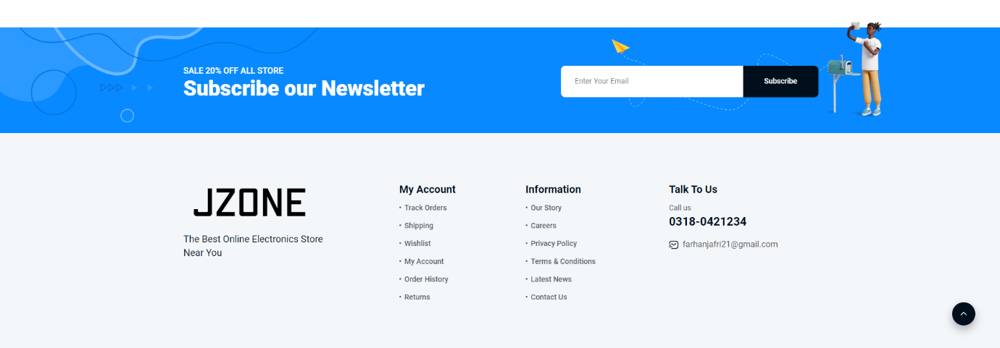 SALE 20% OFF ALL STORE
Subscribe our Newsletter
Enter Your Email
Subscribe
JZONE
The Best Online Electronics Store
Near You
My Account
• Track Orders
• Shipping
• Wishlist
• My Account
• Order History
• Returns
Information
• Our Story
• Careers
• Privacy Policy
• Terms & Conditions
• Latest News
• Contact Us
Talk To Us
Call us
0318-0421234
farhanjafri21@gmail.com